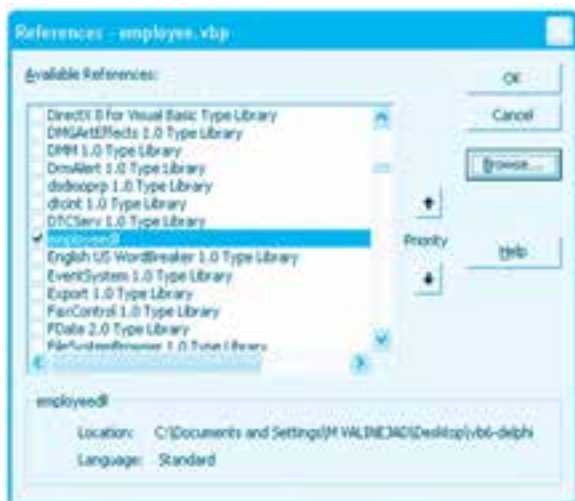 References - employee.vbp
Available References:
OK
Cancel
Browse...
Priority
Help
DirectX 8 for Visual Basic Type Library
DMGArtEffects 1.0 Type Library
DMM 1.0 Type Library
DrmAlert 1.0 Type Library
dsdnoprp 1.0 Type Library
dtcint 1.0 Type Library
DTCServ 1.0 Type Library
employeedll
English US WordBreaker 1.0 Type Library
EventSystem 1.0 Type Library
Export 1.0 Type Library
FaxControl 1.0 Type Library
FDate 2.0 Type Library
FileSystemBrowser 1.0 Type Library
employeedll
Location: C:\Documents and Settings\M VALINEJAD\Desktop\vb6-delphi
Language: Standard